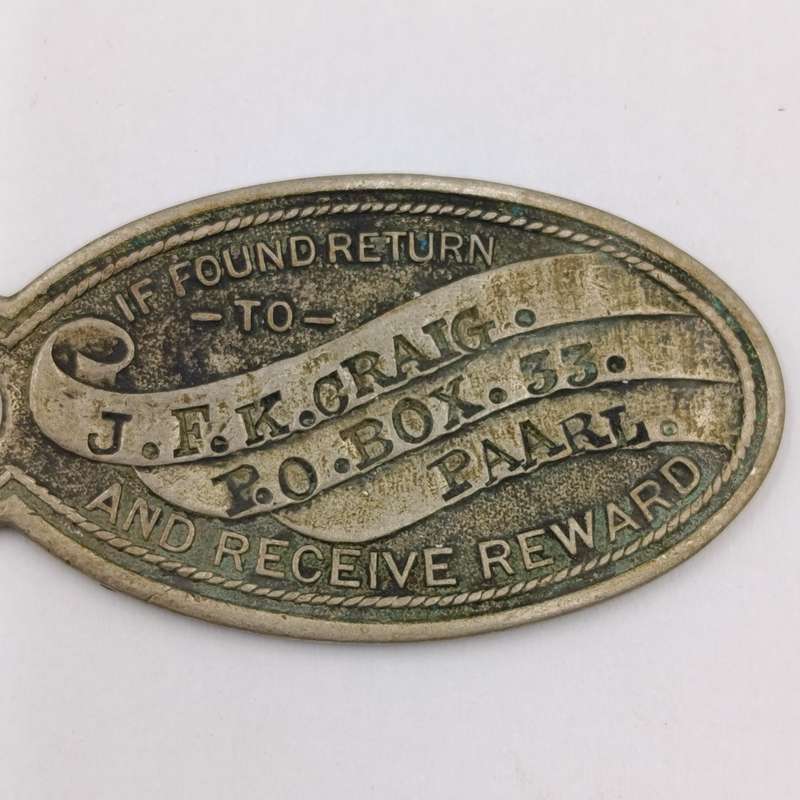 IF FOUND RETURN
- TO -
J.F.K.CRAIG.
P.O.BOX.33.
PAARL.
AND RECEIVE REWARD